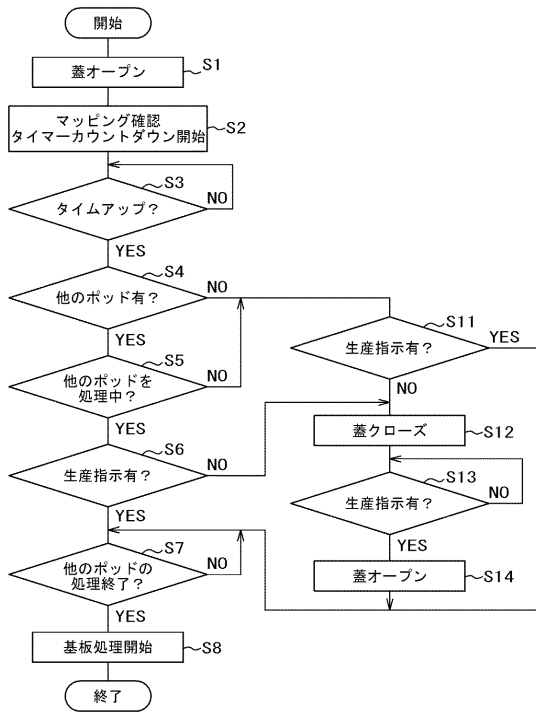 開始
蓋オープン
S1
マッピング確認
タイマーカウントダウン開始
S2
タイムアップ？
S3
NO
YES
他のポッド有？
S4
NO
YES
他のポッドを
処理中？
S5
NO
YES
生産指示有？
S6
NO
YES
他のポッドの
処理終了？
S7
NO
YES
基板処理開始
S8
終了
生産指示有？
S11
YES
NO
蓋クローズ
S12
生産指示有？
S13
NO
YES
蓋オープン
S14